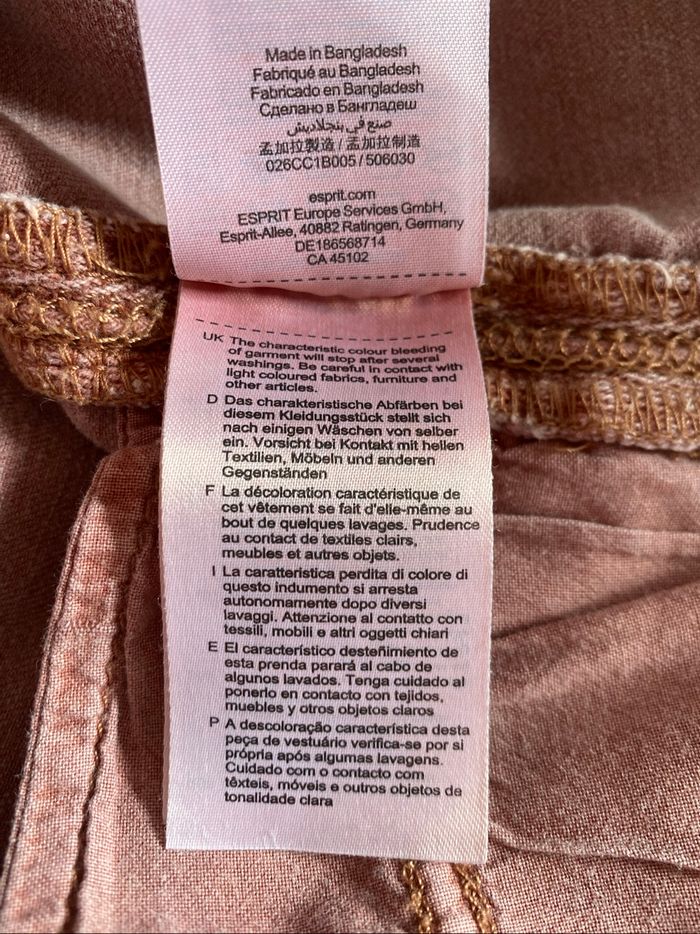 Made in Bangladesh
Fabriqué au Bangladesh
Fabricado en Bangladesh
Сделано в Бангладеш
صنع في بنجلاديش
孟加拉製造 / 孟加拉制造
026CC1B005 / 506030
esprit.com
ESPRIT Europe Services GmbH,
Esprit-Allee, 40882 Ratingen, Germany
DE186568714
CA 45102
UK The characteristic colour bleeding
of garment will stop after several
washings. Be careful in contact with
light coloured fabrics, furniture and
other articles.
D Das charakteristische Abfärben bei
diesem Kleidungsstück stellt sich
nach einigen Wäschen von selber
ein. Vorsicht bei Kontakt mit hellen
Textilien, Möbeln und anderen
Gegenständen
F La décoloration caractéristique de
cet vêtement se fait d'elle-même au
bout de quelques lavages. Prudence
au contact de textiles clairs,
meubles et autres objets.
I La caratteristica perdita di colore di
questo indumento si arresta
autonomamente dopo diversi
lavaggi. Attenzione al contatto con
tessili, mobili e altri oggetti chiari
E El característico desteñimiento de
esta prenda parará al cabo de
algunos lavados. Tenga cuidado al
ponerlo en contacto con tejidos,
muebles y otros objetos claros
P A descoloração característica desta
peça de vestuário verifica-se por si
própria após algumas lavagens.
Cuidado com o contacto com
têxteis, móveis e outros objetos de
tonalidade clara